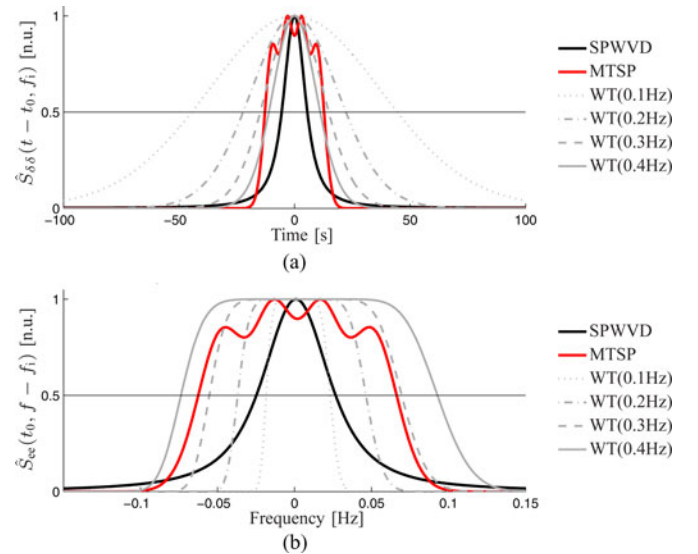 1
0.5
0
Ŝδδ(t − t0, fi) [n.u.]
-100
-50
0
50
100
Time [s]
SPWVD
MTSP
WT(0.1Hz)
WT(0.2Hz)
WT(0.3Hz)
WT(0.4Hz)
(a)
1
0.5
0
Ŝee(t0, f − fi) [n.u.]
-0.1
-0.05
0
0.05
0.1
0.15
Frequency [Hz]
SPWVD
MTSP
WT(0.1Hz)
WT(0.2Hz)
WT(0.3Hz)
WT(0.4Hz)
(b)